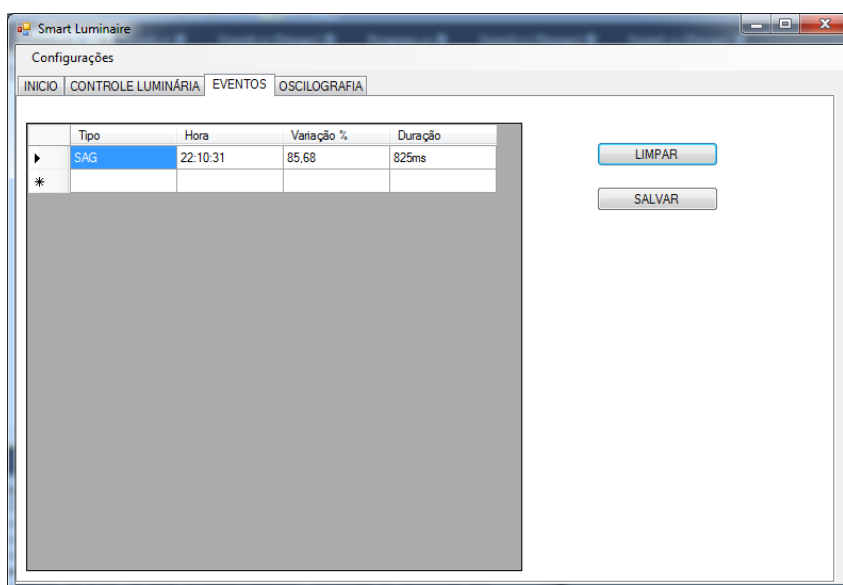 Smart Luminaire
Configurações
INICIO CONTROLE LUMINÁRIA EVENTOS OSCILOGRAFIA
Tipo Hora Variação % Duração
SAG 22:10:31 85,68 825ms
LIMPAR
SALVAR